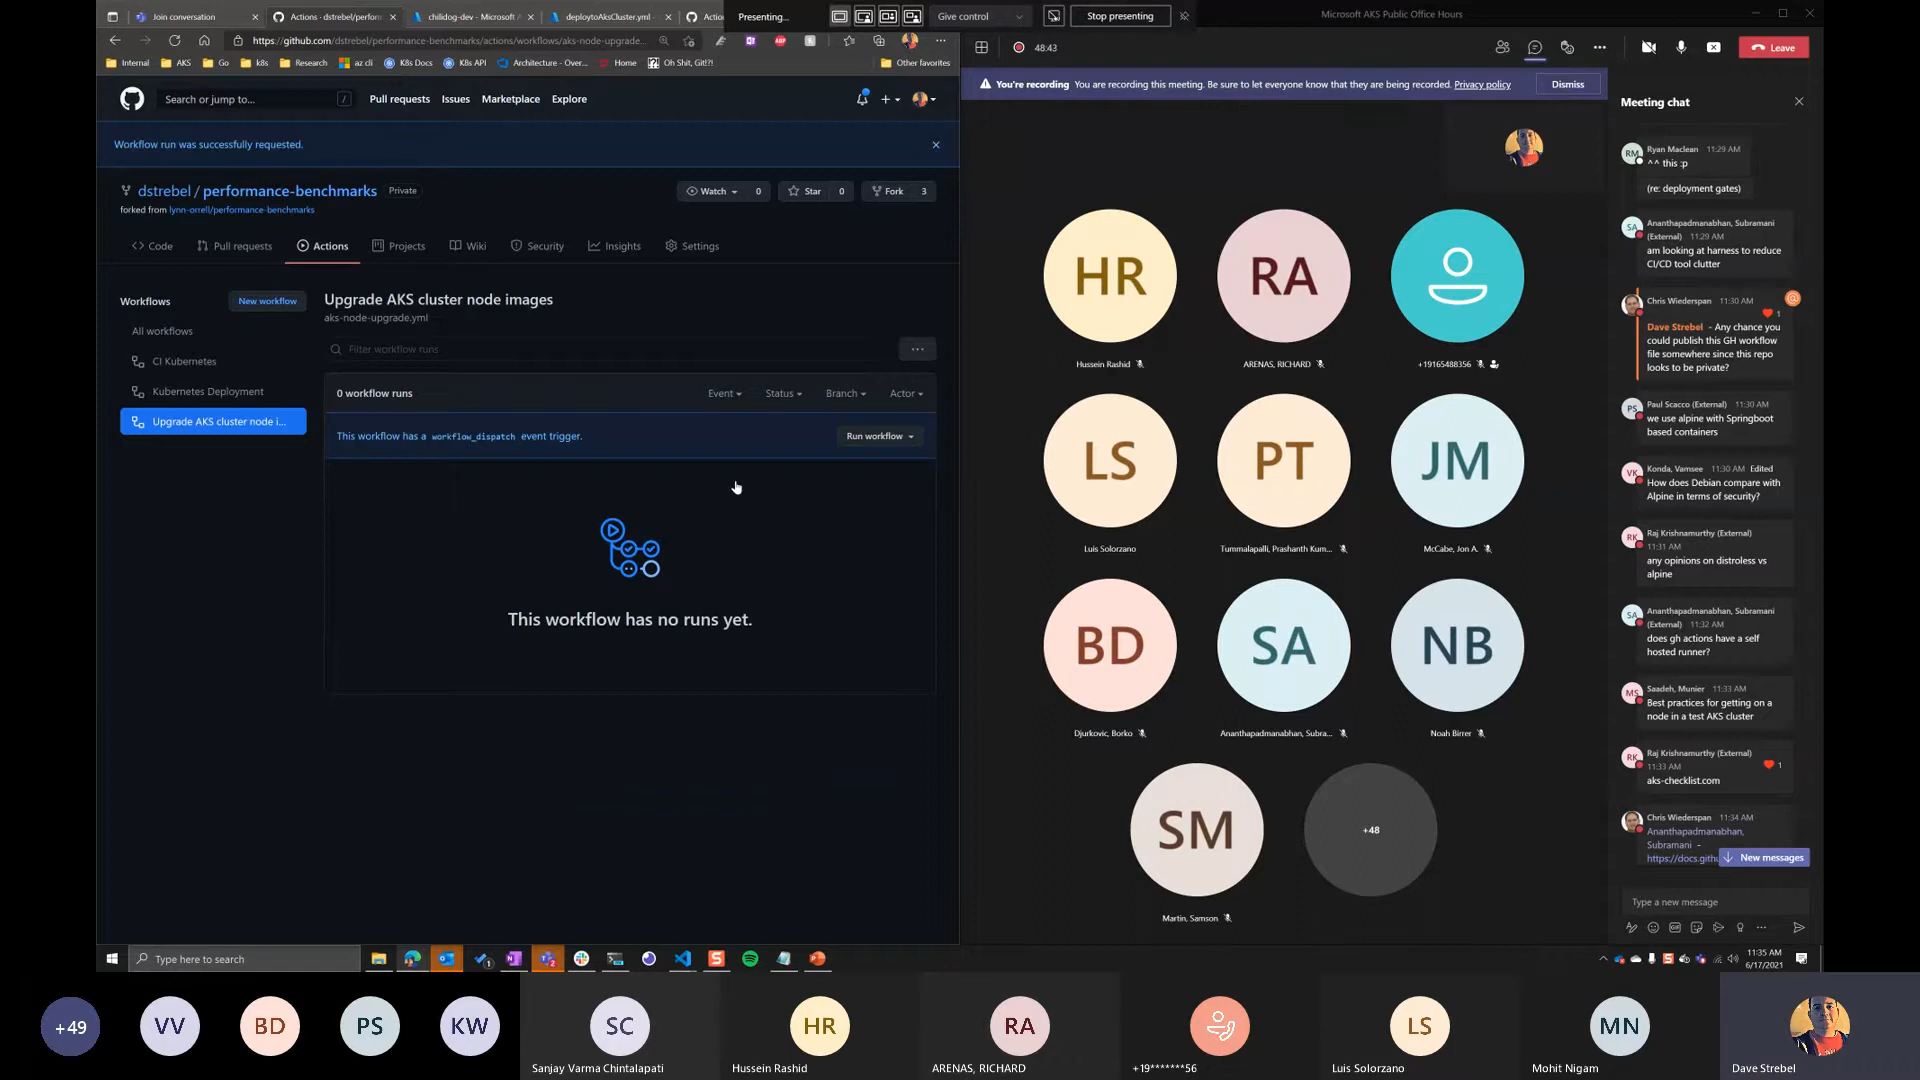 Join conversation
Actions · dstrebel/perform
chilidog-dev - Microsoft A
deploytoAksCluster.yml -
Actio
Presenting...
Give control
Stop presenting
Microsoft AKS Public Office Hours
https://github.com/dstrebel/performance-benchmarks/actions/workflows/aks-node-upgrade...
Internal
AKS
Go
k8s
Research
az cli
K8s Docs
K8s API
Architecture - Over...
Home
Oh Shit, Git!?!
Other favorites
48:43
Leave
Search or jump to...
/
Pull requests
Issues
Marketplace
Explore
You're recording You are recording this meeting. Be sure to let everyone know that they are being recorded. Privacy policy
Dismiss
Workflow run was successfully requested.
dstrebel / performance-benchmarks
Private
forked from lynn-orrell/performance-benchmarks
Watch
0
Star
0
Fork
3
Code
Pull requests
Actions
Projects
Wiki
Security
Insights
Settings
Workflows
New workflow
All workflows
CI Kubernetes
Kubernetes Deployment
Upgrade AKS cluster node i...
Upgrade AKS cluster node images
aks-node-upgrade.yml
Filter workflow runs
0 workflow runs
Event
Status
Branch
Actor
This workflow has a workflow_dispatch event trigger.
Run workflow
This workflow has no runs yet.
HR
Hussein Rashid
RA
ARENAS, RICHARD
+19165488356
LS
Luis Solorzano
PT
Tummalapalli, Prashanth Kum...
JM
McCabe, Jon A.
BD
Djurkovic, Borko
SA
Ananthapadmanabhan, Subra...
NB
Noah Birrer
SM
Martin, Samson
+48
Meeting chat
RM
Ryan Maclean 11:29 AM
^^ this :p
(re: deployment gates)
SA
Ananthapadmanabhan, Subramani
(External) 11:29 AM
am looking at harness to reduce
CI/CD tool clutter
Chris Wiederspan 11:30 AM
1
Dave Strebel - Any chance you
could publish this GH workflow
file somewhere since this repo
looks to be private?
PS
Paul Scacco (External) 11:30 AM
we use alpine with Springboot
based containers
VK
Konda, Vamsee 11:30 AM Edited
How does Debian compare with
Alpine in terms of security?
RK
Raj Krishnamurthy (External)
11:31 AM
any opinions on distroless vs
alpine
SA
Ananthapadmanabhan, Subramani
(External) 11:32 AM
does gh actions have a self
hosted runner?
MS
Saadeh, Munier 11:33 AM
Best practices for getting on a
node in a test AKS cluster
RK
Raj Krishnamurthy (External)
11:33 AM
1
aks-checklist.com
Chris Wiederspan 11:34 AM
Ananthapadmanabhan,
Subramani -
https://docs.githu
New messages
Type a new message
Type here to search
11:35 AM
6/17/2021
+49
VV
BD
PS
KW
SC
Sanjay Varma Chintalapati
HR
Hussein Rashid
RA
ARENAS, RICHARD
+19*******56
LS
Luis Solorzano
MN
Mohit Nigam
Dave Strebel